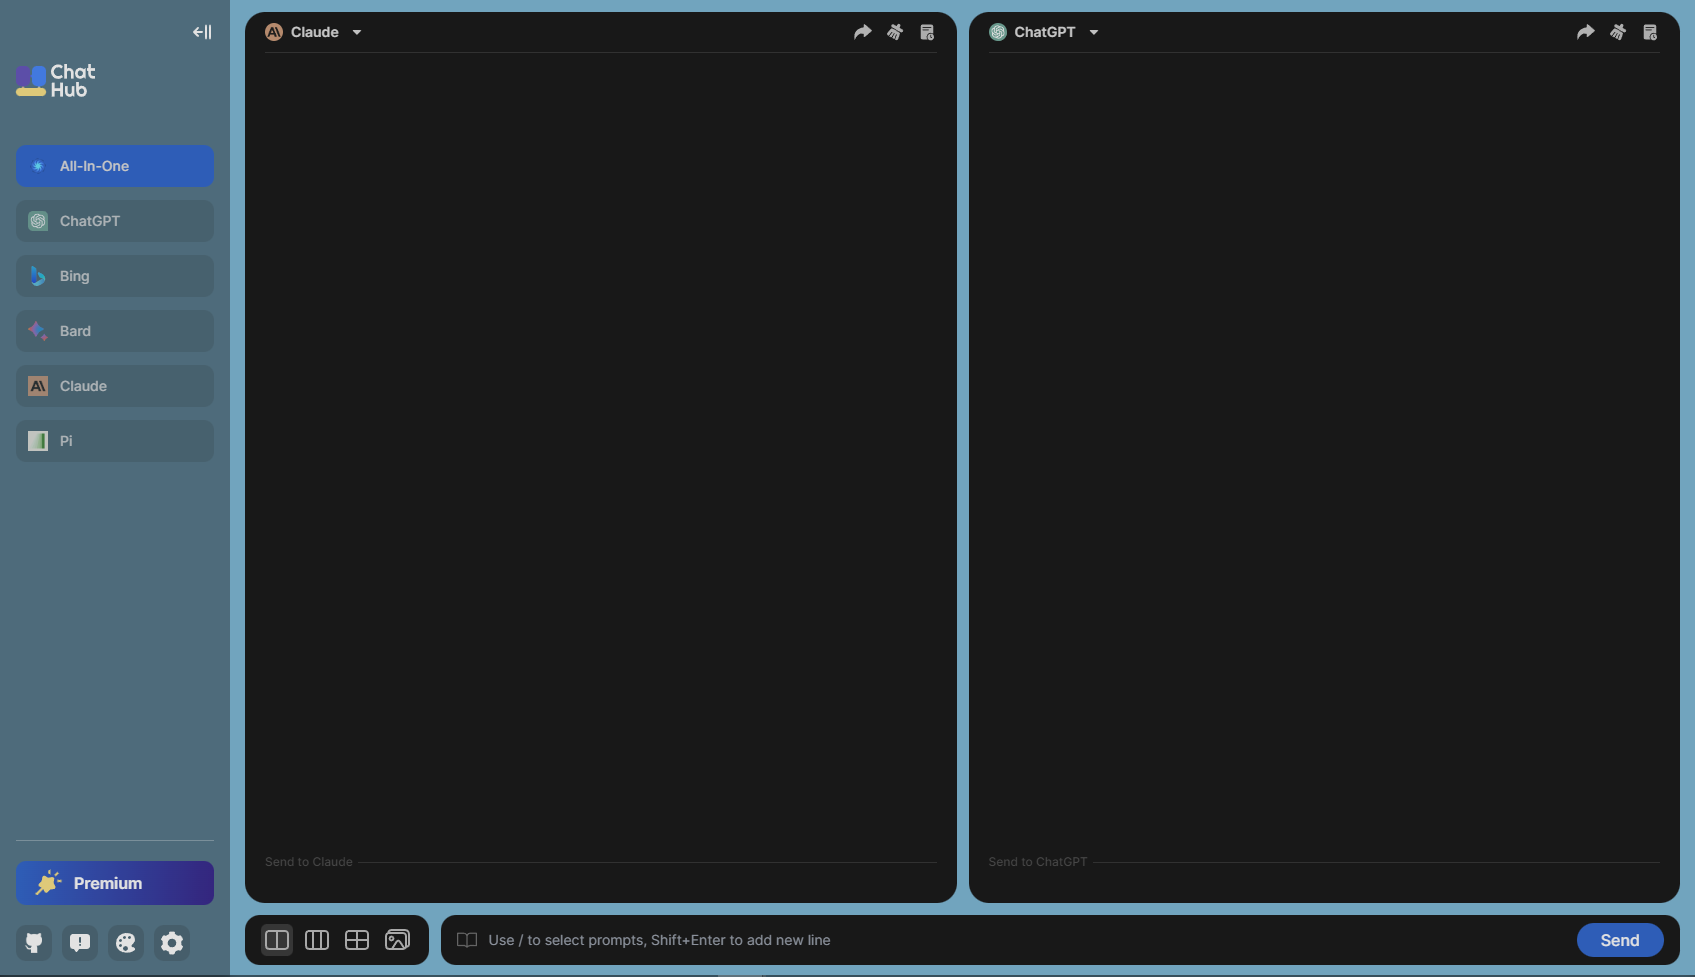 Chat
Hub
All-In-One
ChatGPT
Bing
Bard
Claude
Pi
Premium
Claude
Send to Claude
ChatGPT
Send to ChatGPT
Use / to select prompts, Shift+Enter to add new line
Send